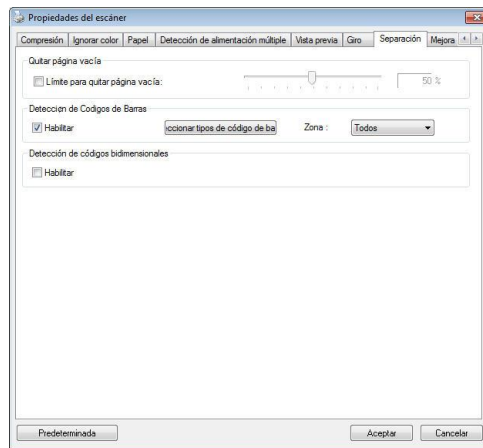 Propiedades del escáner
Compresión Ignorar color Papel Detección de alimentación múltiple Vista previa Giro Separación Mejora
Quitar página vacía
Límite para quitar página vacía: 50 %
Detección de Codigos de Barras
Habilitar ccionar tipos de código de ba Zona : Todos
Detección de códigos bidimensionales
Habilitar
Predeterminada Aceptar Cancelar